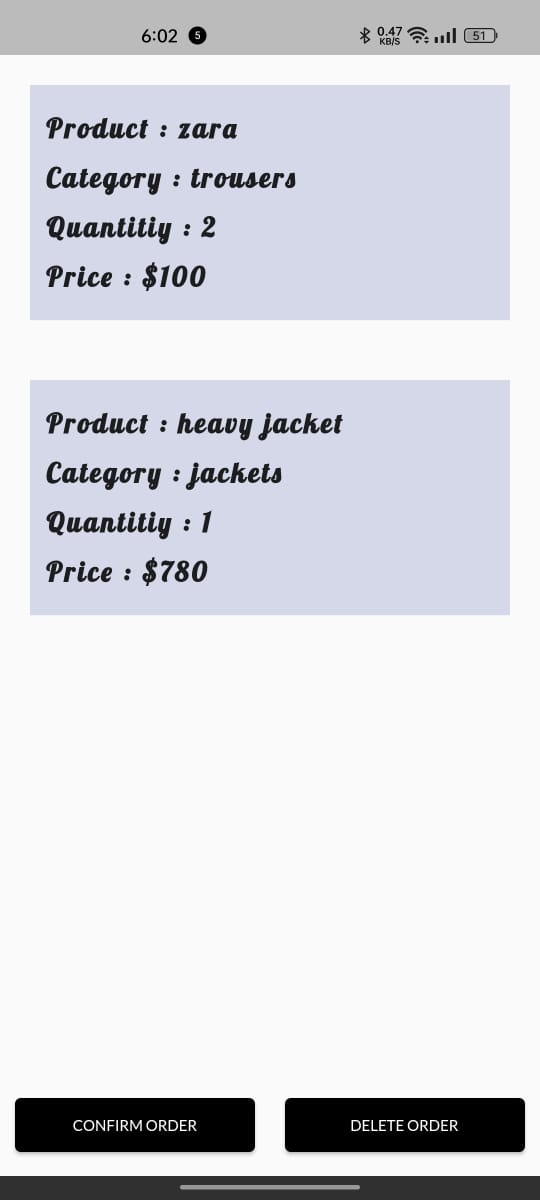 6:02 5 0.47 KB/S 51
Product : zara
Category : trousers
Quantitiy : 2
Price : $100
Product : heavy jacket
Category : jackets
Quantitiy : 1
Price : $780
CONFIRM ORDER DELETE ORDER